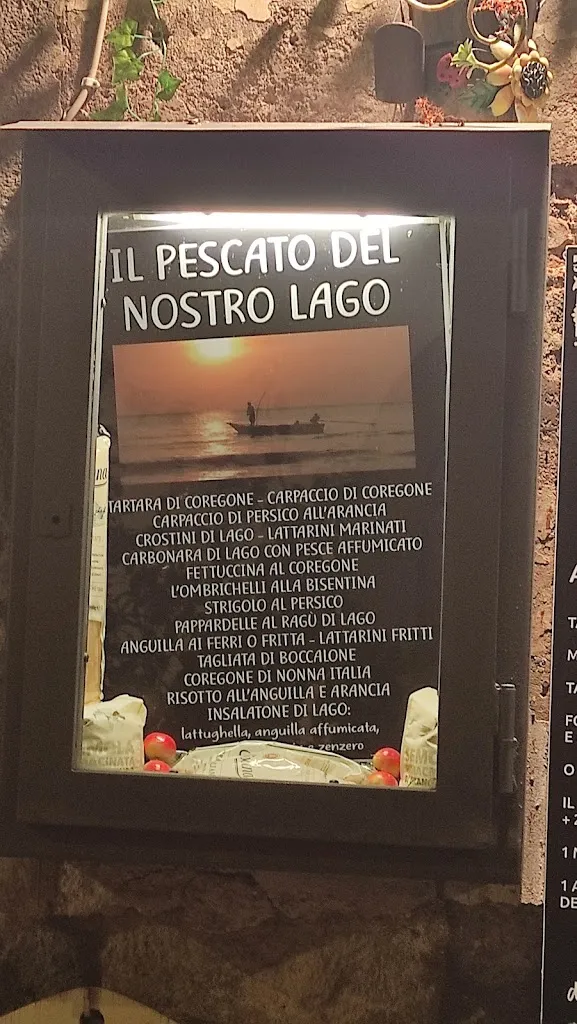 IL PESCATO DEL
NOSTRO LAGO
TARTARA DI COREGONE - CARPACCIO DI COREGONE
CARPACCIO DI PERSICO ALL'ARANCIA
CROSTINI DI LAGO - LATTARINI MARINATI
CARBONARA DI LAGO CON PESCE AFFUMICATO
FETTUCCINA AL COREGONE
L'OMBRICHELLI ALLA BISENTINA
STRIGOLO AL PERSICO
PAPPARDELLE AL RAGÙ DI LAGO
ANGUILLA AI FERRI O FRITTA - LATTARINI FRITTI
TAGLIATA DI BOCCALONE
COREGONE DI NONNA ITALIA
RISOTTO ALL'ANGUILLA E ARANCIA
INSALATONE DI LAGO:
lattughella, anguilla affumicata,
e zenzero